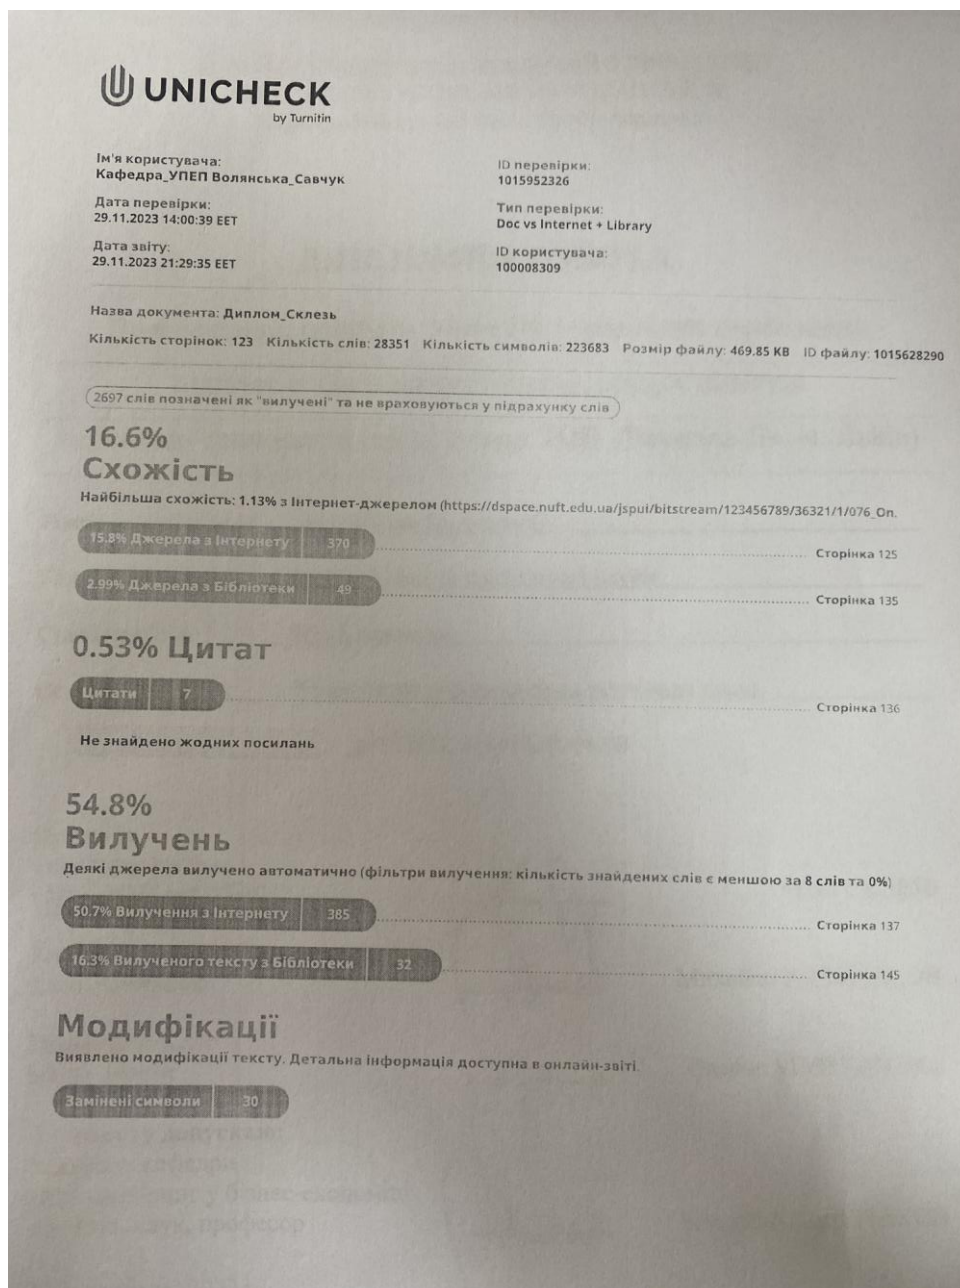 UNICHECK
by Turnitin
Ім'я користувача:
Кафедра_УПЕП Волянська_Савчук
ID перевірки:
1015952326
Дата перевірки:
29.11.2023 14:00:39 EET
Тип перевірки:
Doc vs Internet + Library
Дата звіту:
29.11.2023 21:29:35 EET
ID користувача:
100008309
Назва документа: Диплом_Склезь
Кількість сторінок: 123 Кількість слів: 28351 Кількість символів: 223683 Розмір файлу: 469.85 KB ID файлу: 1015628290
2697 слів позначені як "вилучені" та не враховуються у підрахунку слів
16.6%
Схожість
Найбільша схожість: 1.13% з Інтернет-джерелом (https://dspace.nuft.edu.ua/jspui/bitstream/123456789/36321/1/076_On.
15.8% Джерела з Інтернету 370 Сторінка 125
2.99% Джерела з Бібліотеки 49 Сторінка 135
0.53% Цитат
Цитати 7 Сторінка 136
Не знайдено жодних посилань
54.8%
Вилучень
Деякі джерела вилучено автоматично (фільтри вилучення: кількість знайдених слів є меншою за 8 слів та 0%)
50.7% Вилучення з Інтернету 385 Сторінка 137
16.3% Вилученого тексту з Бібліотеки 32 Сторінка 145
Модифікації
Виявлено модифікації тексту. Детальна інформація доступна в онлайн-звіті.
Замінені символи 30